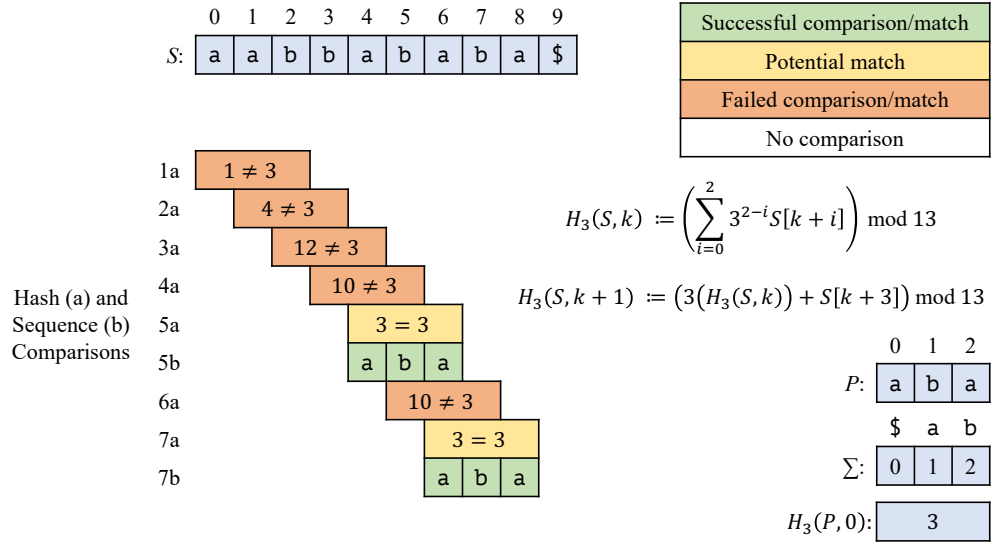 0 1 2 3 4 5 6 7 8 9
S: a a b b a b a b a $
Successful comparison/match
Potential match
Failed comparison/match
No comparison
Hash (a) and
Sequence (b)
Comparisons
1a 1 ≠ 3
2a 4 ≠ 3
3a 12 ≠ 3
4a 10 ≠ 3
5a 3 = 3
5b a b a
6a 10 ≠ 3
7a 3 = 3
7b a b a
H₃(S, k) ≔ (∑_{i=0}^{2} 3^{2−i} S[k + i]) mod 13
H₃(S, k + 1) ≔ (3(H₃(S, k)) + S[k + 3]) mod 13
0 1 2
P: a b a
$ a b
∑: 0 1 2
H₃(P, 0): 3